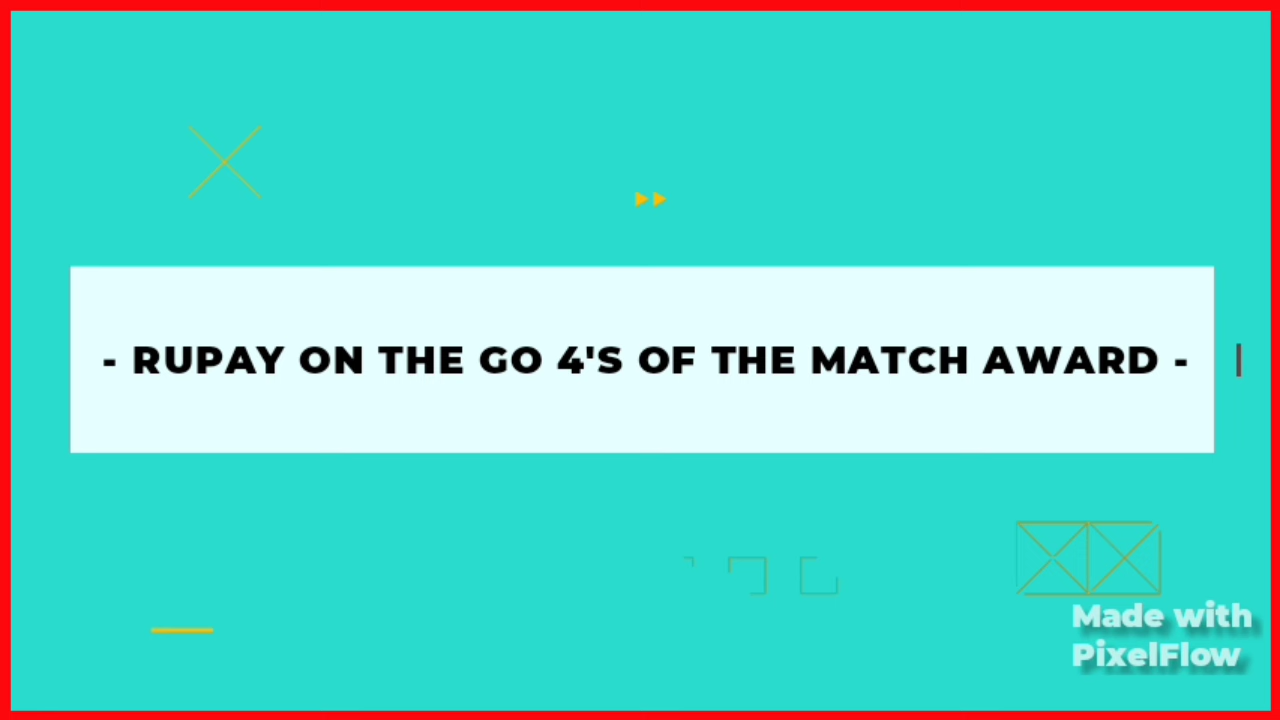 - RUPAY ON THE GO 4'S OF THE MATCH AWARD -
Made with
PixelFlow